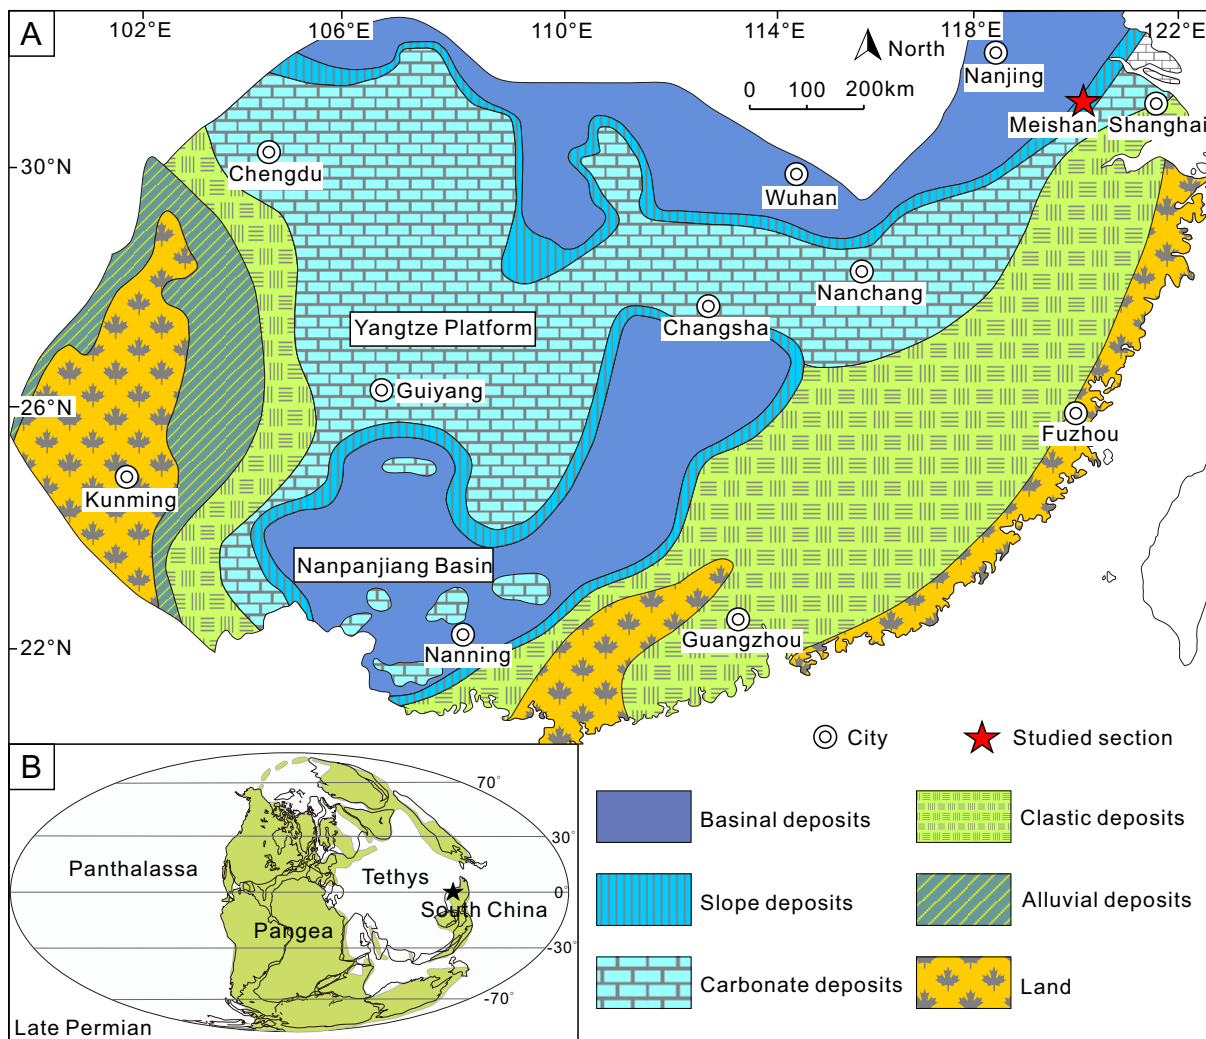 A
102°E
106°E
110°E
114°E
118°E
122°E
North
0 100 200km
Nanjing
Meishan
Shanghai
30°N
Chengdu
Wuhan
Nanchang
Yangtze Platform
Changsha
Guiyang
26°N
Fuzhou
Kunming
Nanpanjiang Basin
Guangzhou
22°N
Nanning
City
Studied section
B
70°
30°
Panthalassa
Tethys
0°
South China
Pangea
-30°
-70°
Late Permian
Basinal deposits
Clastic deposits
Slope deposits
Alluvial deposits
Carbonate deposits
Land